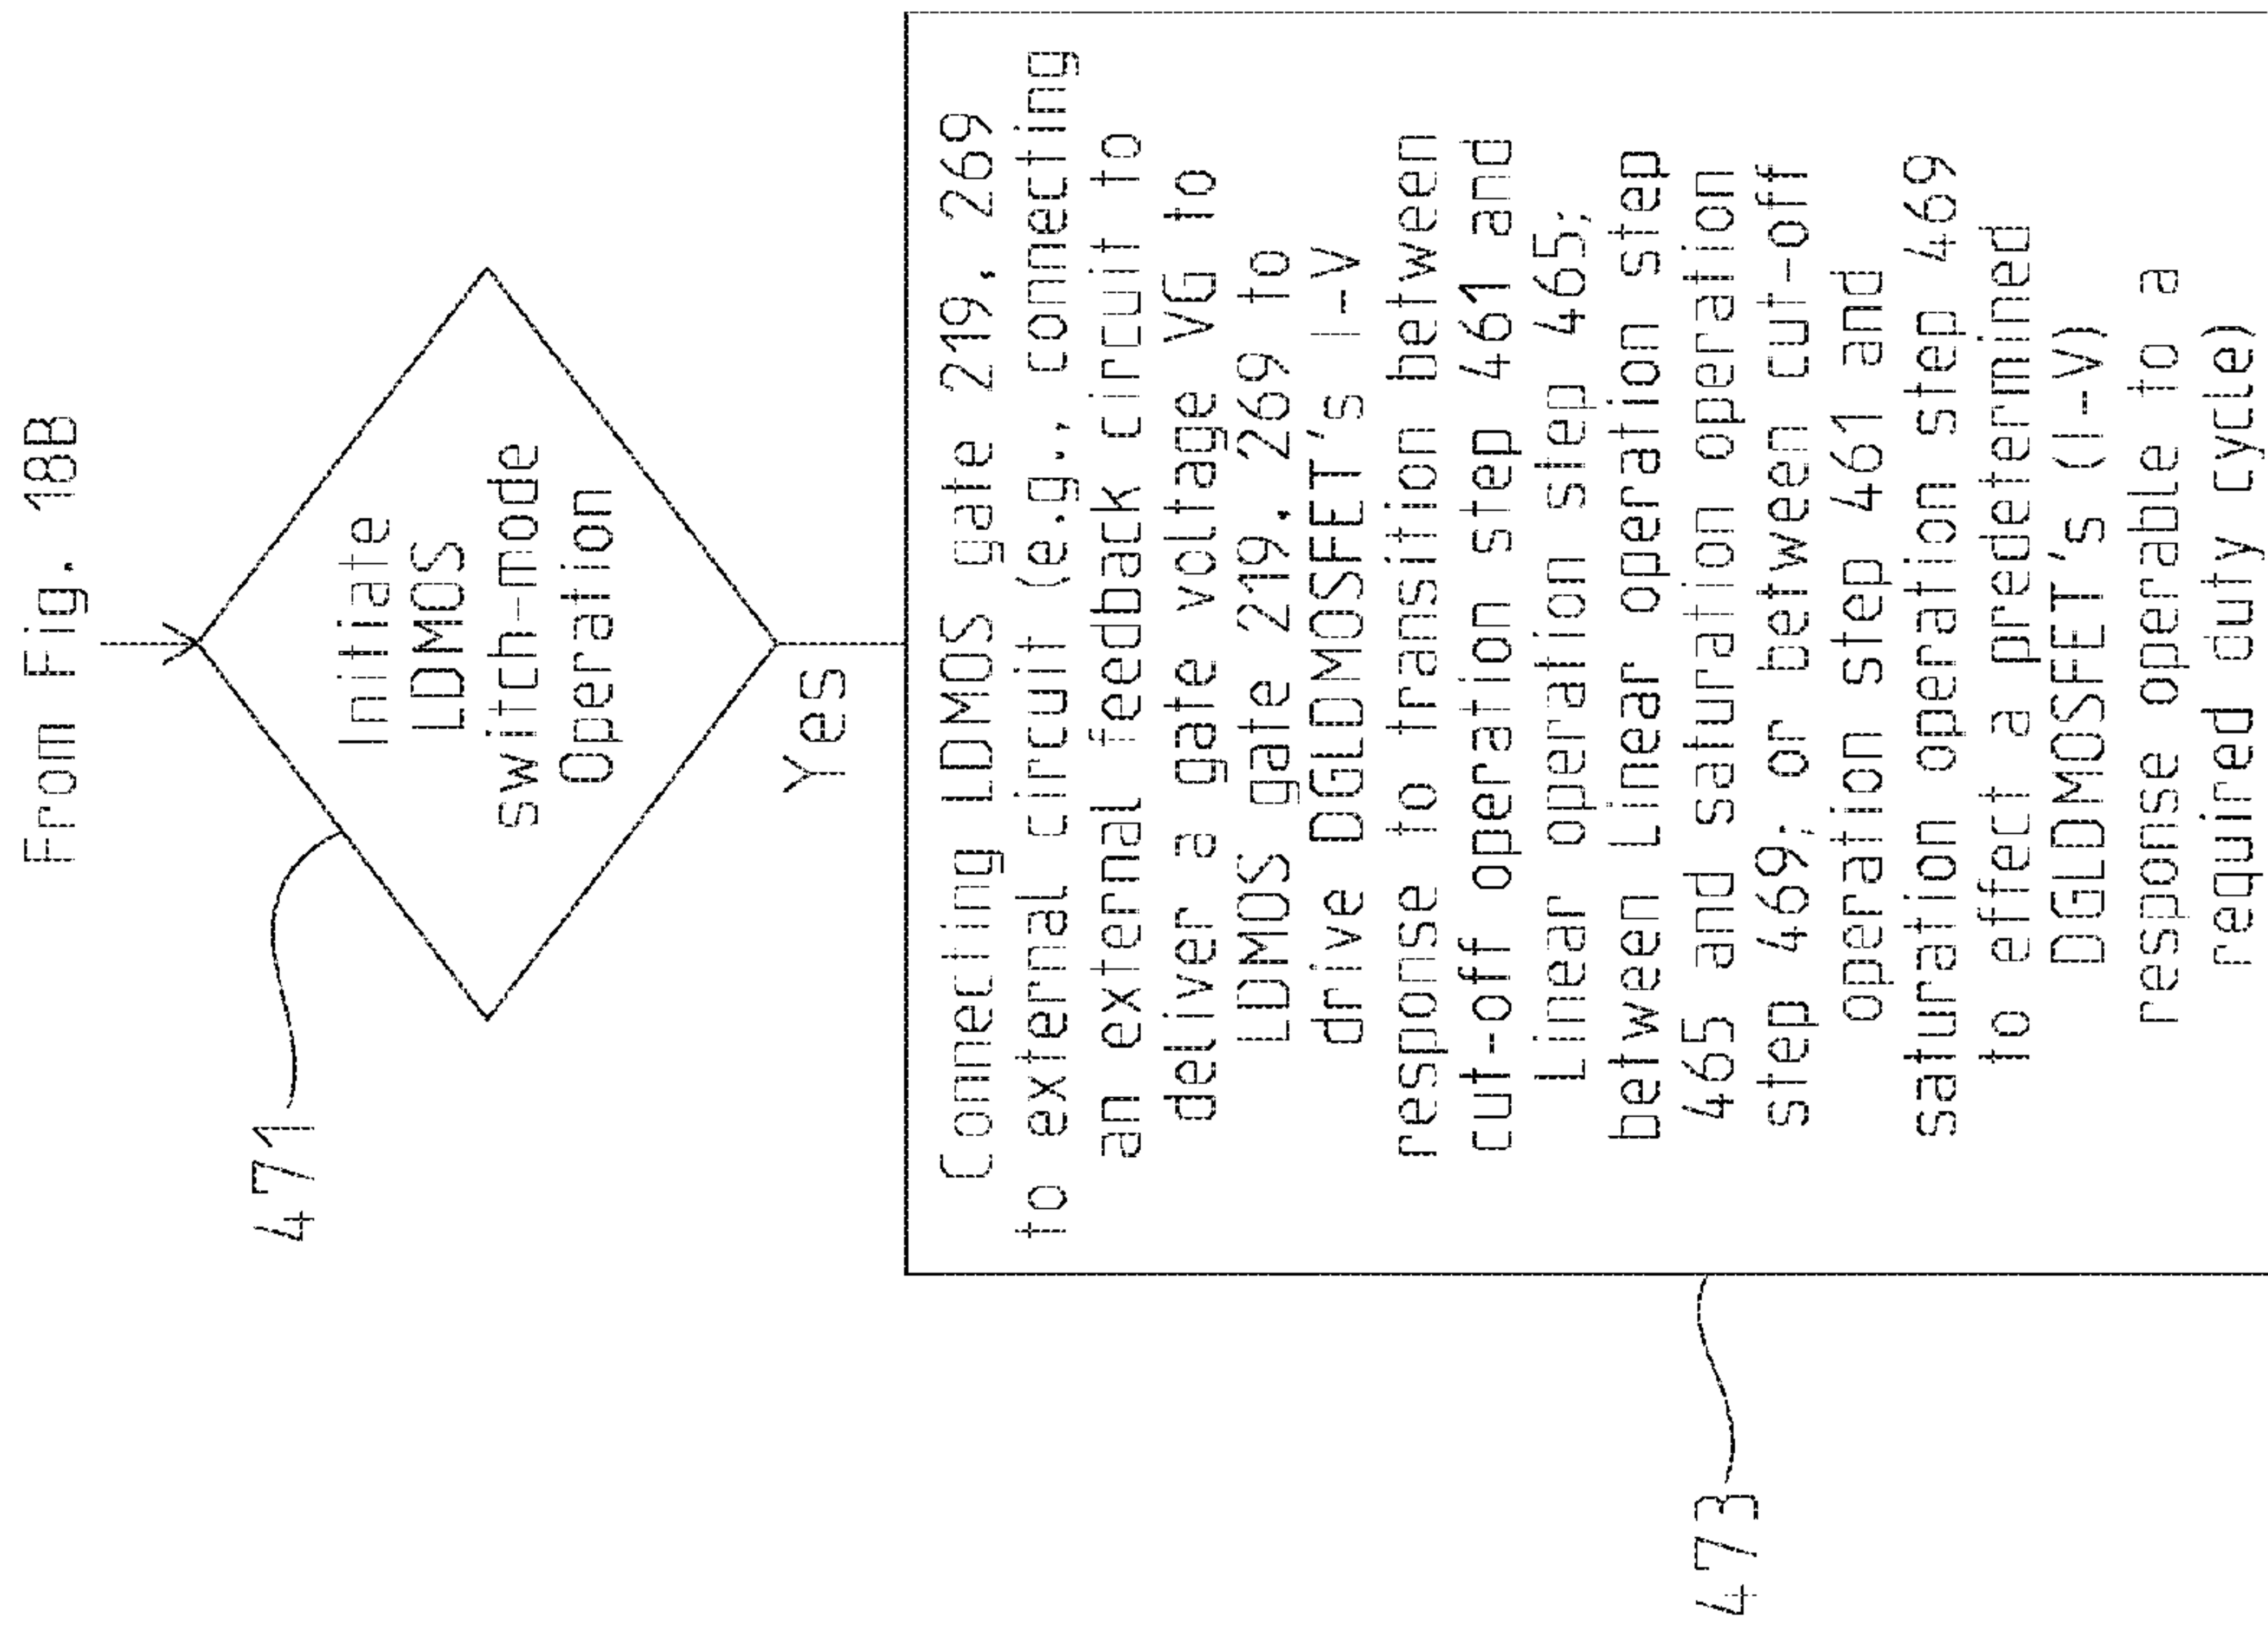 From Fig. 18B
471
Initiate
LDMOS
switch-mode
Operation
Yes
Connecting LDMOS gate 219, 269
to external circuit (e.g., connecting
an external feedback circuit to
deliver a gate voltage VG to
LDMOS gate 219, 269 to
drive DGLDMOSFET's I-V
response to transition between
cut-off operation step 461 and
Linear operation step 465;
between Linear operation step
465 and saturation operation
step 469; or between cut-off
operation step 461 and
saturation operation step 469
to effect a predetermined
DGLDMOSFET's (I-V)
response operable to a
required duty cycle)
473